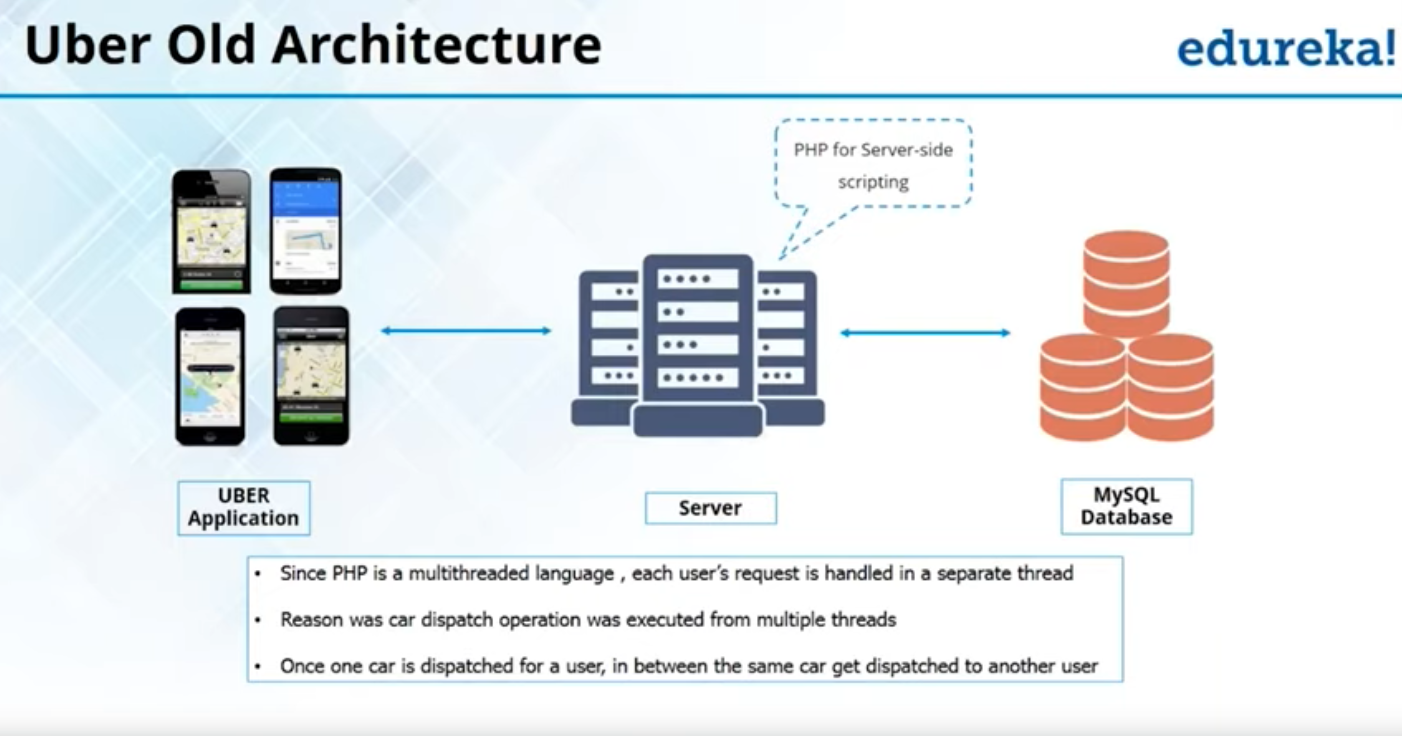 Uber Old Architecture
edureka!
PHP for Server-side
scripting
UBER
Application
Server
MySQL
Database
• Since PHP is a multithreaded language , each user's request is handled in a separate thread
• Reason was car dispatch operation was executed from multiple threads
• Once one car is dispatched for a user, in between the same car get dispatched to another user